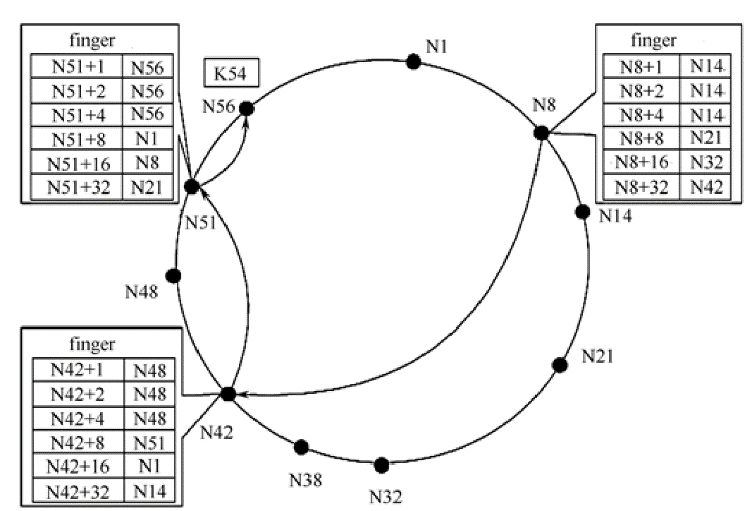 finger
N51+1 N56
N51+2 N56
N51+4 N56
N51+8 N1
N51+16 N8
N51+32 N21
K54
N56
N1
N8
finger
N8+1 N14
N8+2 N14
N8+4 N14
N8+8 N21
N8+16 N32
N8+32 N42
N14
N51
N48
N21
finger
N42+1 N48
N42+2 N48
N42+4 N48
N42+8 N51
N42+16 N1
N42+32 N14
N42
N38
N32